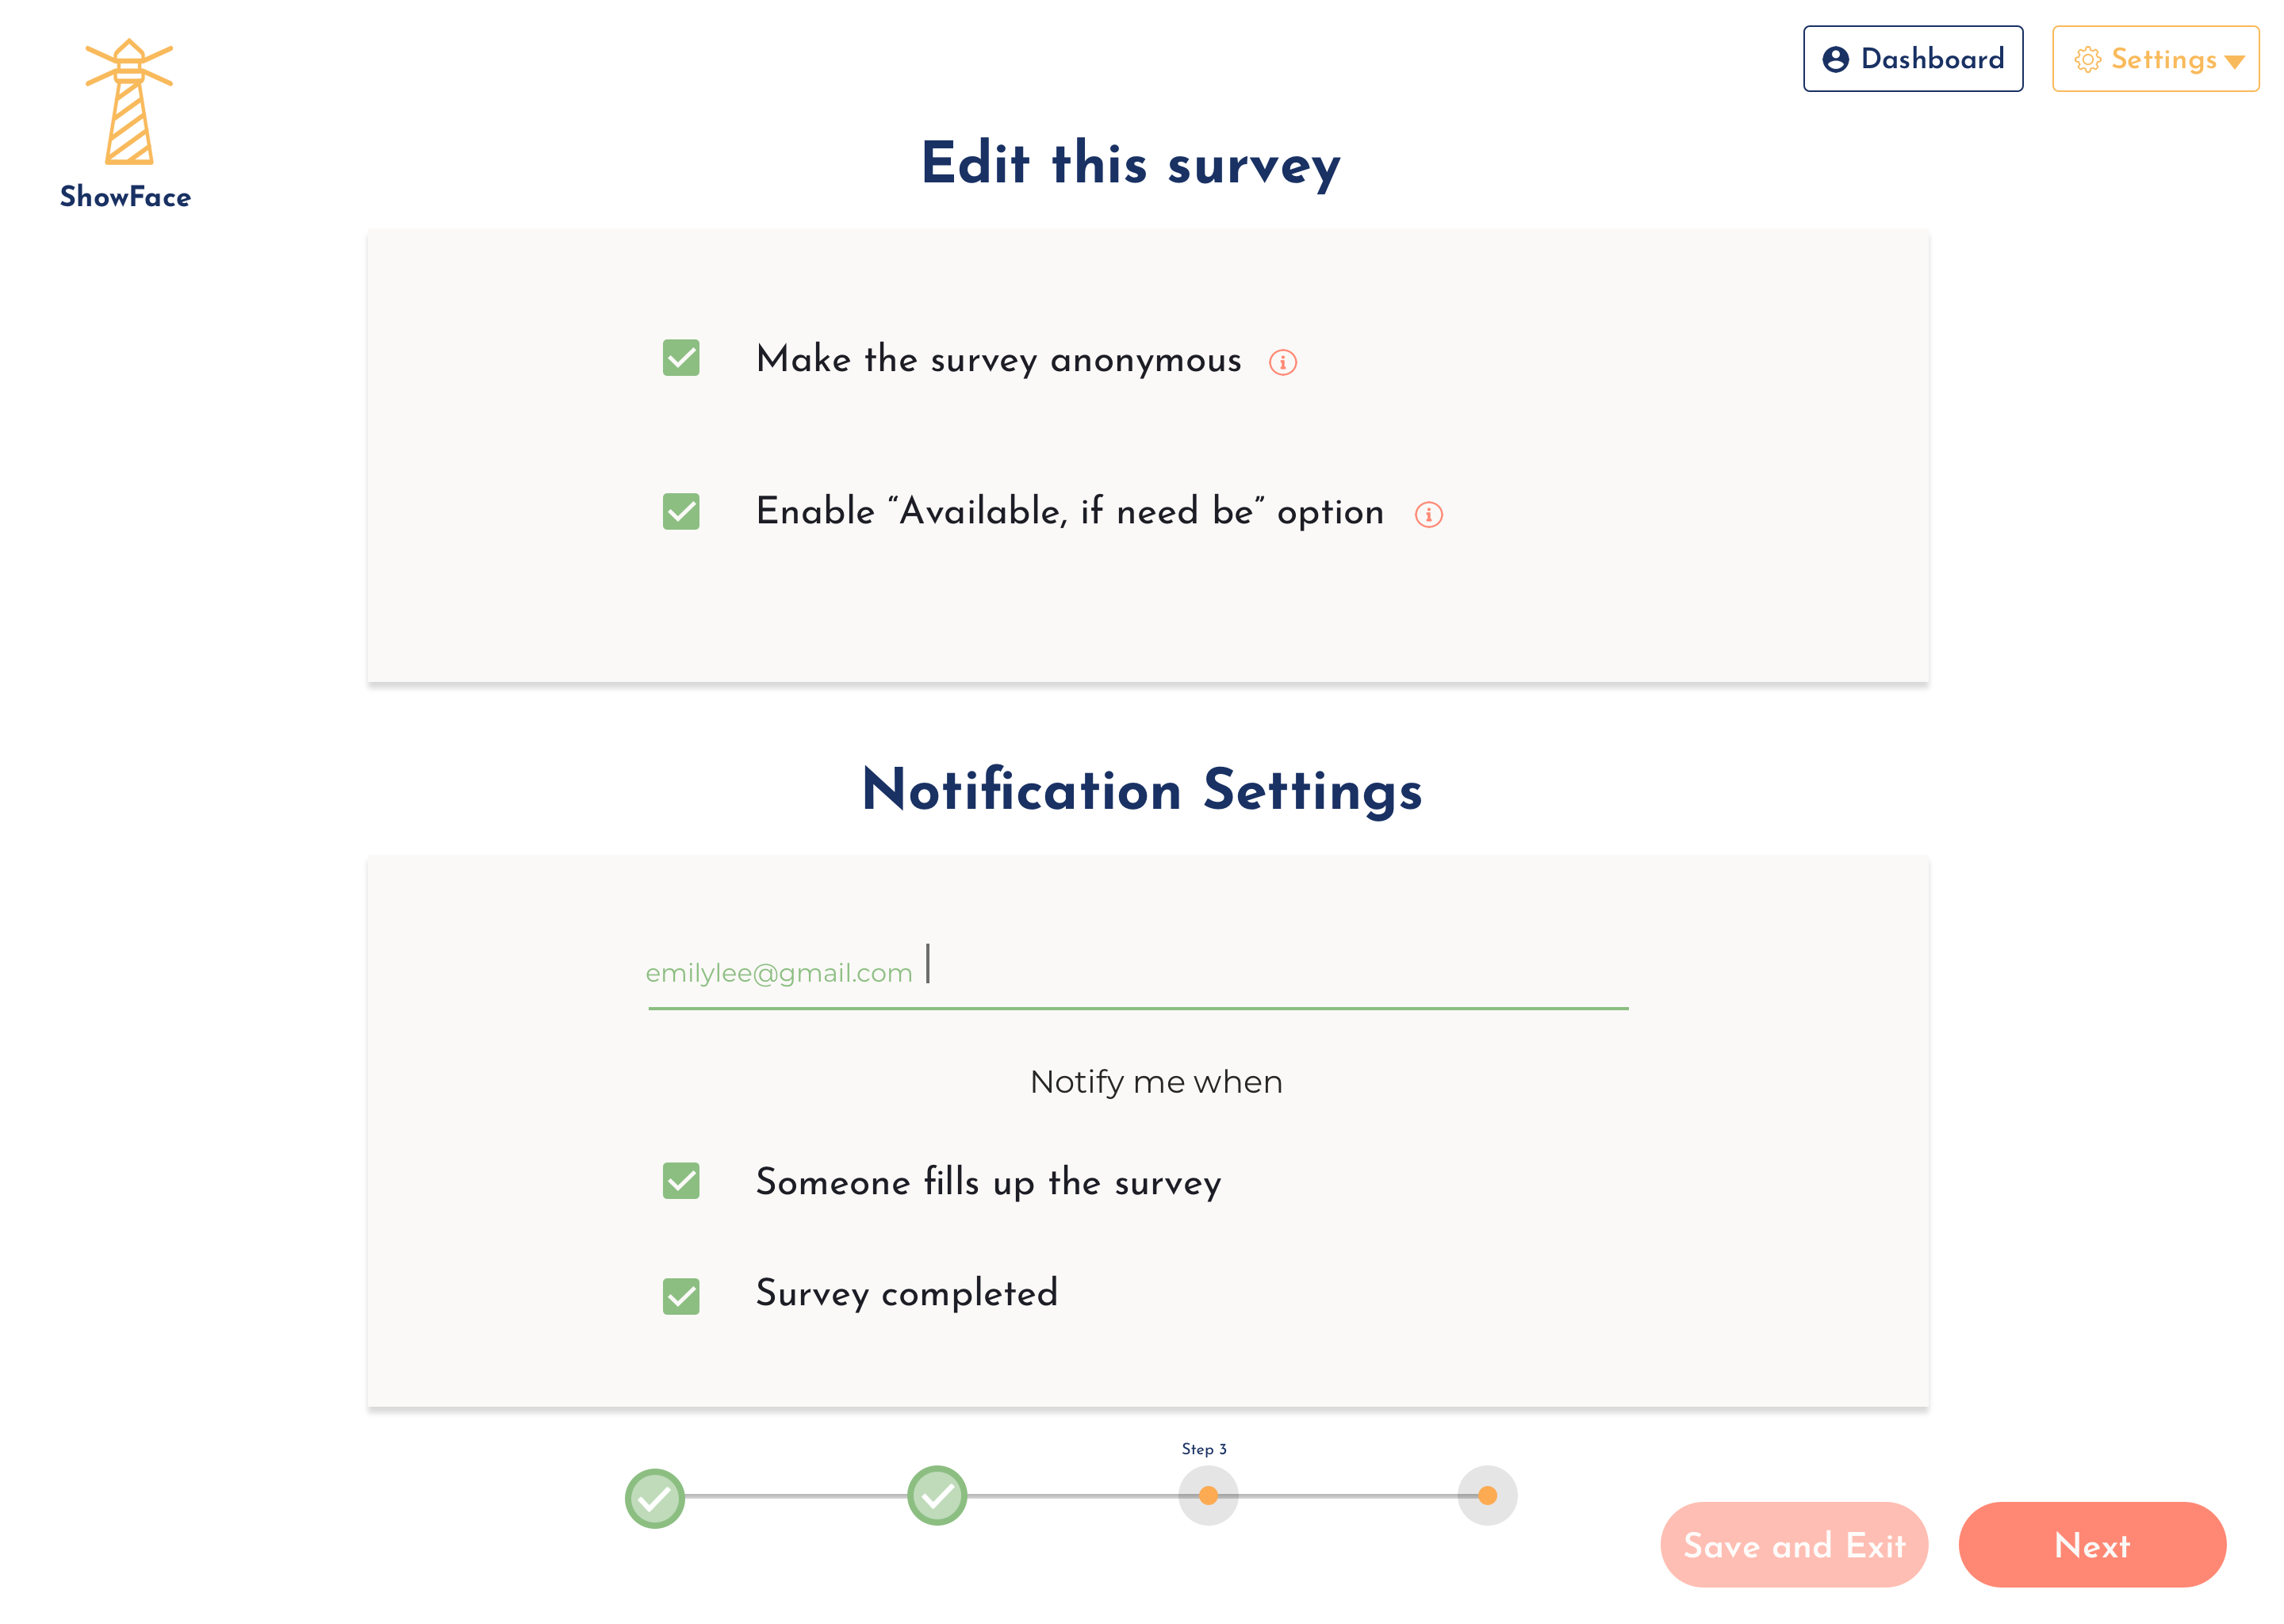 Dashboard
Settings
ShowFace
Edit this survey
Make the survey anonymous
Enable “Available, if need be” option
Notification Settings
emilylee@gmail.com
Notify me when
Someone fills up the survey
Survey completed
Step 3
Save and Exit
Next